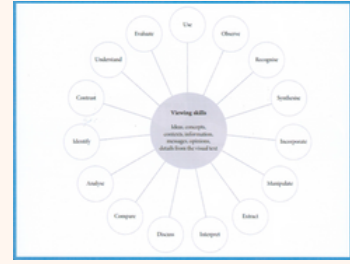 Use
Observe
Recognise
Synthesise
Incorporate
Manipulate
Extract
Interpret
Discuss
Compare
Analyse
Identify
Contrast
Understand
Evaluate
Viewing skills
Ideas, concepts,
contexts, information,
messages, opinions,
details from the visual text